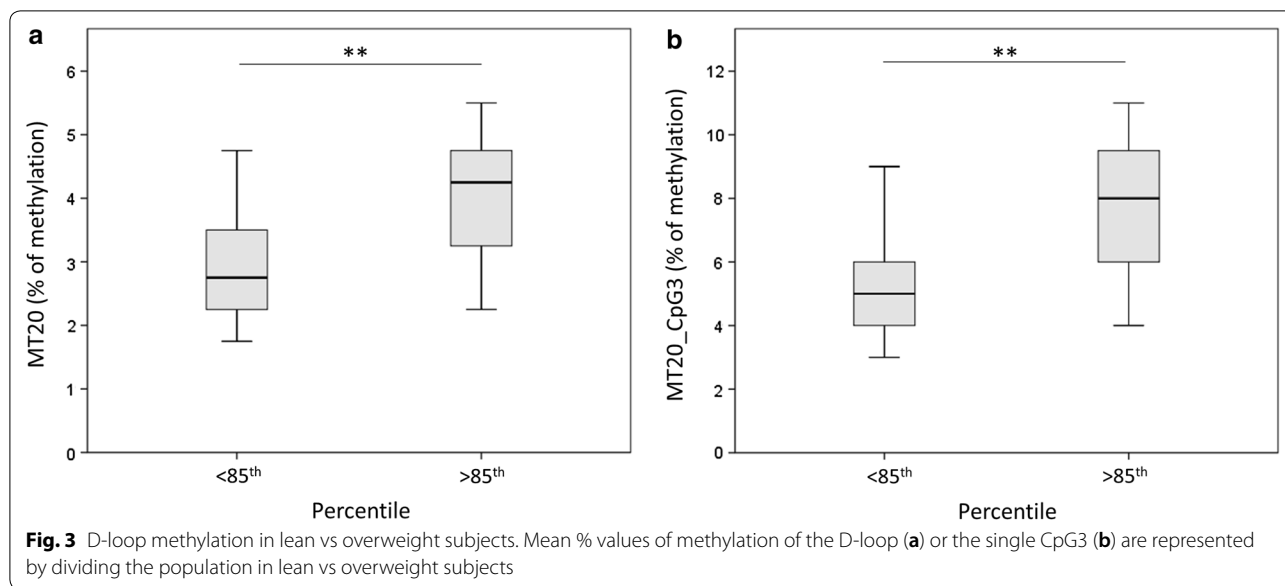 a
**
6
5
4
3
2
1
0
MT20 (% of methylation)
<85th
>85th
Percentile
b
**
12
10
8
6
4
2
0
MT20_CpG3 (% of methylation)
<85th
>85th
Percentile
Fig. 3 D-loop methylation in lean vs overweight subjects. Mean % values of methylation of the D-loop (a) or the single CpG3 (b) are represented
by dividing the population in lean vs overweight subjects